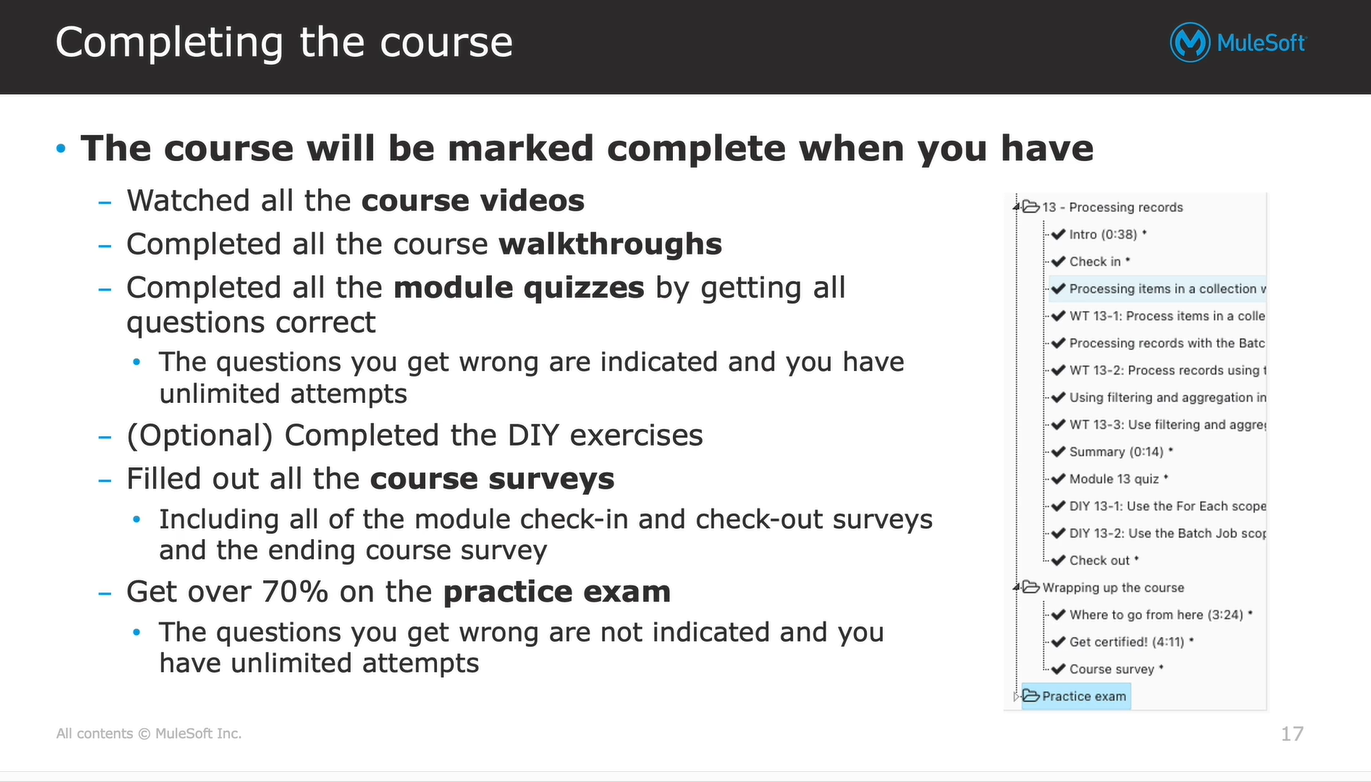 Completing the course
MuleSoft
• The course will be marked complete when you have
– Watched all the course videos
– Completed all the course walkthroughs
– Completed all the module quizzes by getting all
questions correct
• The questions you get wrong are indicated and you have
unlimited attempts
– (Optional) Completed the DIY exercises
– Filled out all the course surveys
• Including all of the module check-in and check-out surveys
and the ending course survey
– Get over 70% on the practice exam
• The questions you get wrong are not indicated and you
have unlimited attempts
13 - Processing records
Intro (0:38) *
Check in *
Processing items in a collection
WT 13-1: Process items in a
Processing records with the
WT 13-2: Process records using
Using filtering and aggregation in
WT 13-3: Use filtering and
Summary (0:14) *
Module 13 quiz *
DIY 13-1: Use the For Each scope
DIY 13-2: Use the Batch Job
Check out *
Wrapping up the course
Where to go from here (3:24) *
Get certified! (4:11) *
Course survey *
Practice exam
All contents © MuleSoft Inc.
17